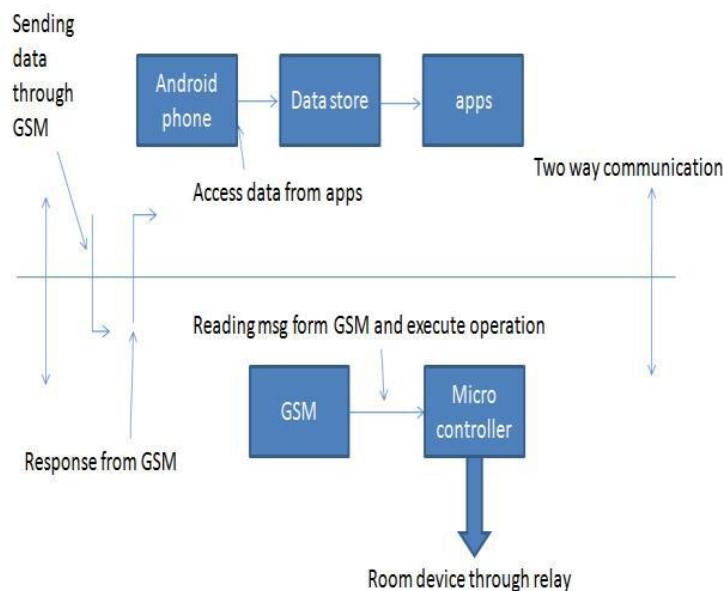 Sending
data
through
GSM
Android
phone
Data store
apps
Access data from apps
Two way communication
Reading msg form GSM and execute operation
GSM
Micro
controller
Response from GSM
Room device through relay